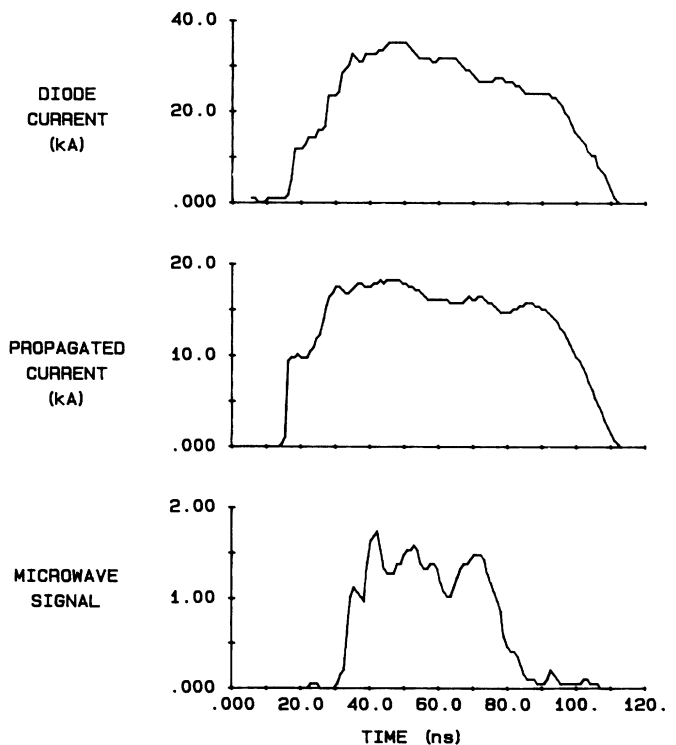 40.0
DIODE
CURRENT
(kA)
20.0
.000
20.0
PROPAGATED
CURRENT
(kA)
10.0
.000
2.00
MICROWAVE
SIGNAL
1.00
.000
.000 20.0 40.0 60.0 80.0 100. 120.
TIME (ns)